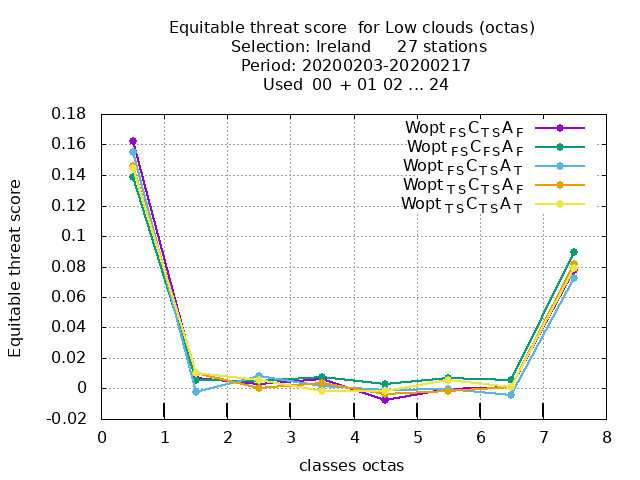 Equitable threat score  for Low clouds (octas)
Selection: Ireland     27 stations
Period: 20200203-20200217
Used  00 + 01 02 ... 24
Wopt FS C TS A F
Wopt FS C FS A F
Wopt FS C TS A T
Wopt TS C TS A F
Wopt TS C TS A T
Equitable threat score
0.18
0.16
0.14
0.12
0.1
0.08
0.06
0.04
0.02
0
-0.02
0 1 2 3 4 5 6 7 8
classes octas